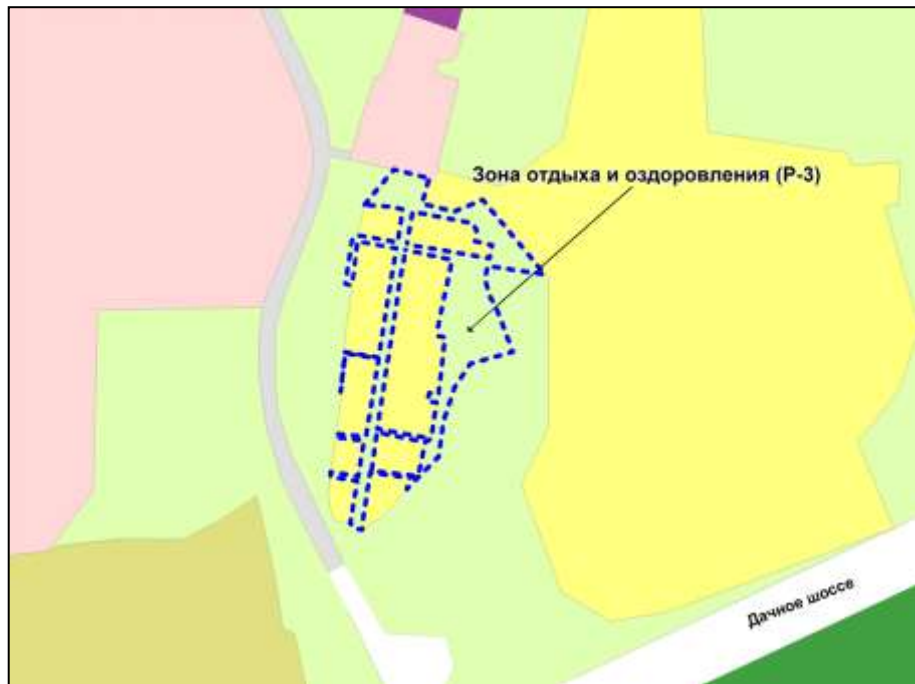 Зона отдыха и оздоровления (Р-3)
Дачное шоссе